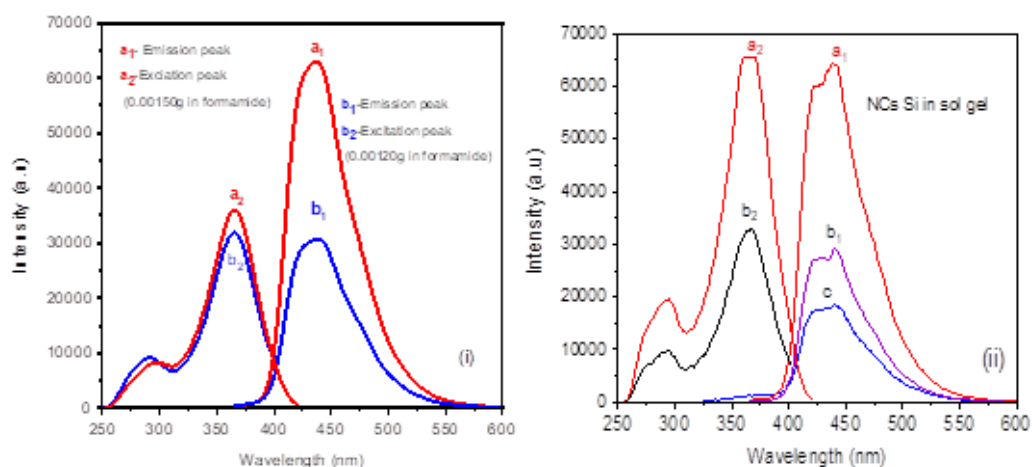 70000
60000
50000
40000
30000
20000
10000
0
Intensity (a.u)
a1- Emission peak
a2-Exciation peak
(0.00150g in formamide)
a1
b1-Emission peak
b2-Excitation peak
(0.00120g in formamide)
a2
b2
b1
(i)
250 300 350 400 450 500 550 600
Wavelength (nm)
70000
60000
50000
40000
30000
20000
10000
0
Intensity (a.u)
a2
a1
NCs Si in sol gel
b2
b1
c
(ii)
250 300 350 400 450 500 550 600
Wavelength (nm)